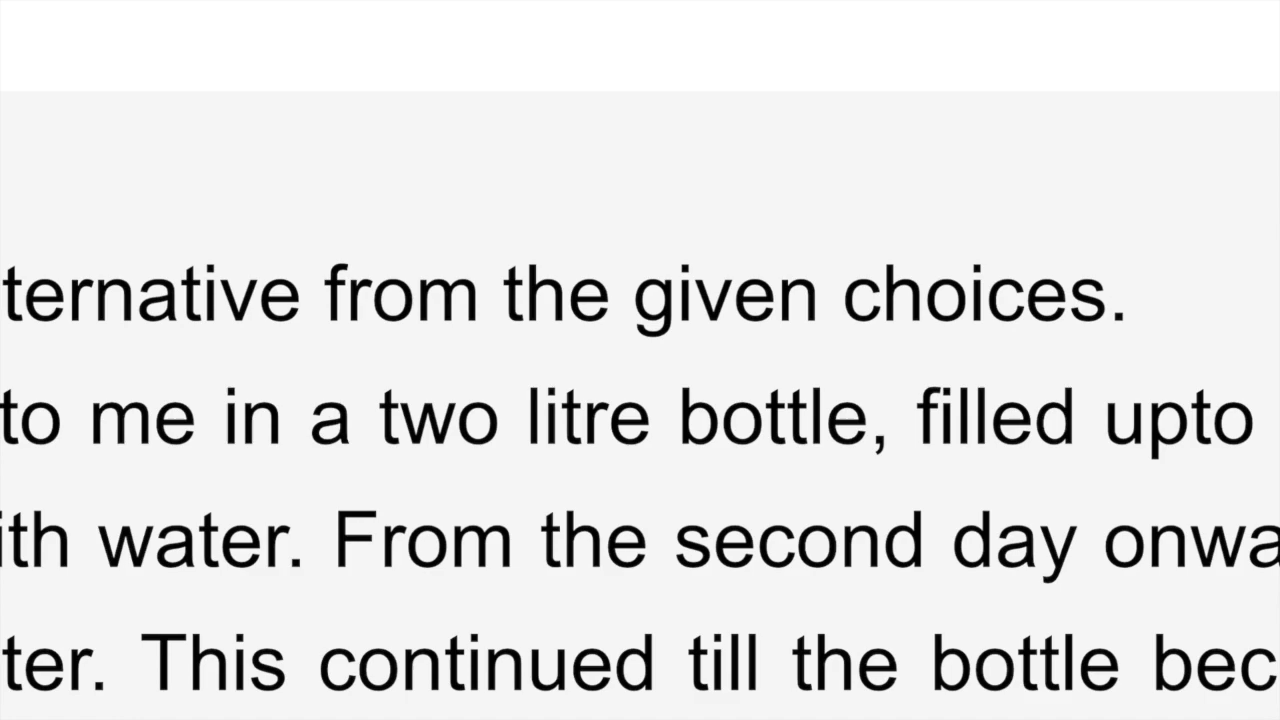 ternative from the given choices.
to me in a two litre bottle, filled upto
ith water. From the second day onwa
ter. This continued till the bottle bec